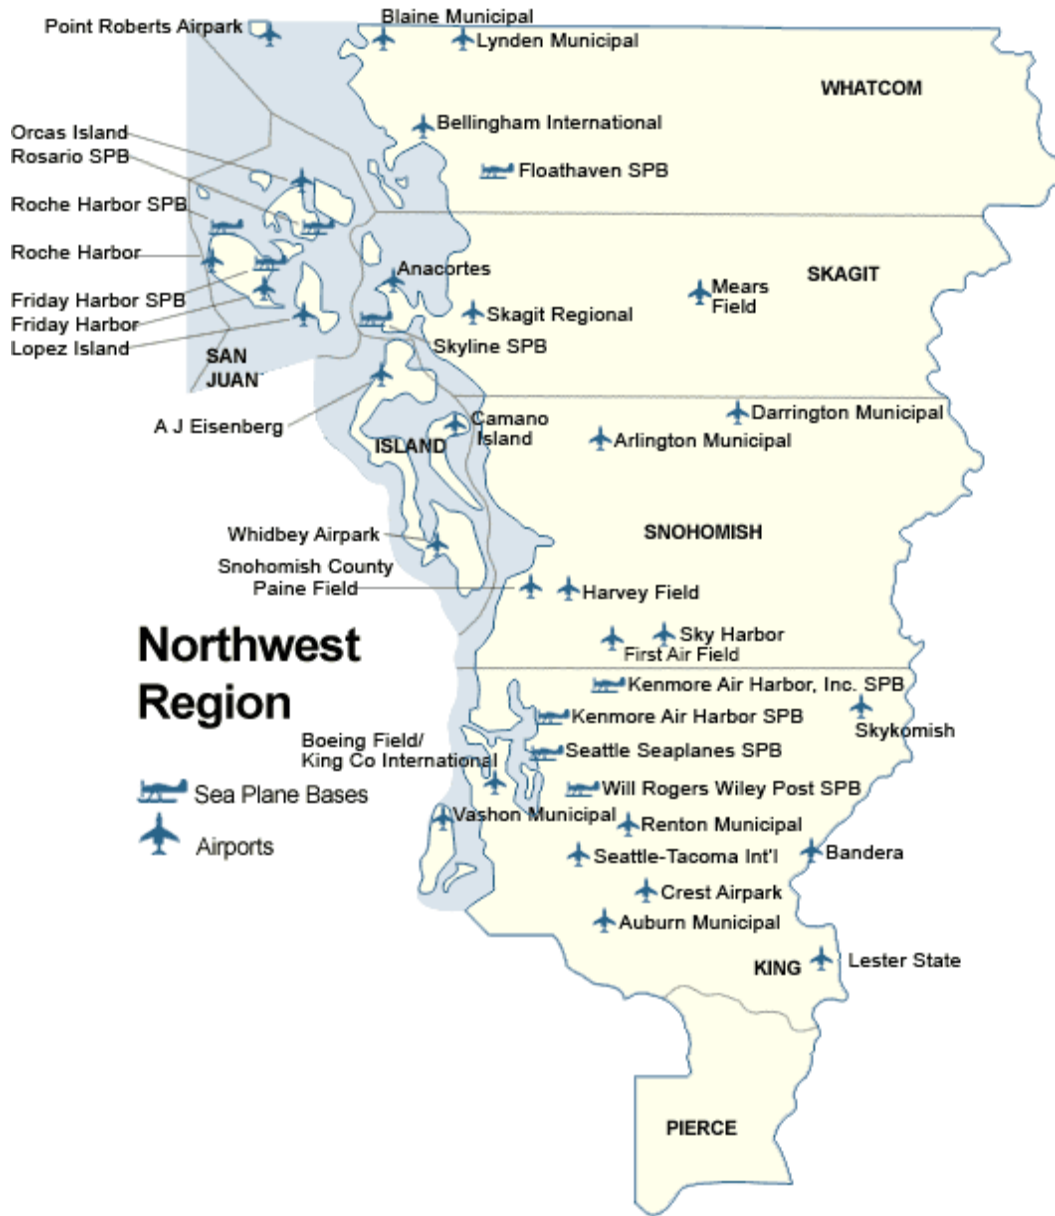 Blaine Municipal
Point Roberts Airpark
Lynden Municipal
WHATCOM
Bellingham International
Orcas Island
Rosario SPB
Floathaven SPB
Roche Harbor SPB
Roche Harbor
Anacortes
SKAGIT
Mears
Field
Friday Harbor SPB
Skagit Regional
Friday Harbor
Lopez Island
Skyline SPB
SAN
JUAN
Darrington Municipal
A J Eisenberg
Camano
Island
Arlington Municipal
ISLAND
Whidbey Airpark
SNOHOMISH
Snohomish County
Paine Field
Harvey Field
Sky Harbor
First Air Field
Northwest
Region
Kenmore Air Harbor, Inc. SPB
Kenmore Air Harbor SPB
Skykomish
Boeing Field/
King Co International
Seattle Seaplanes SPB
Sea Plane Bases
Will Rogers Wiley Post SPB
Vashon Municipal
Renton Municipal
Airports
Seattle-Tacoma Int'l
Bandera
Crest Airpark
Auburn Municipal
KING
Lester State
PIERCE